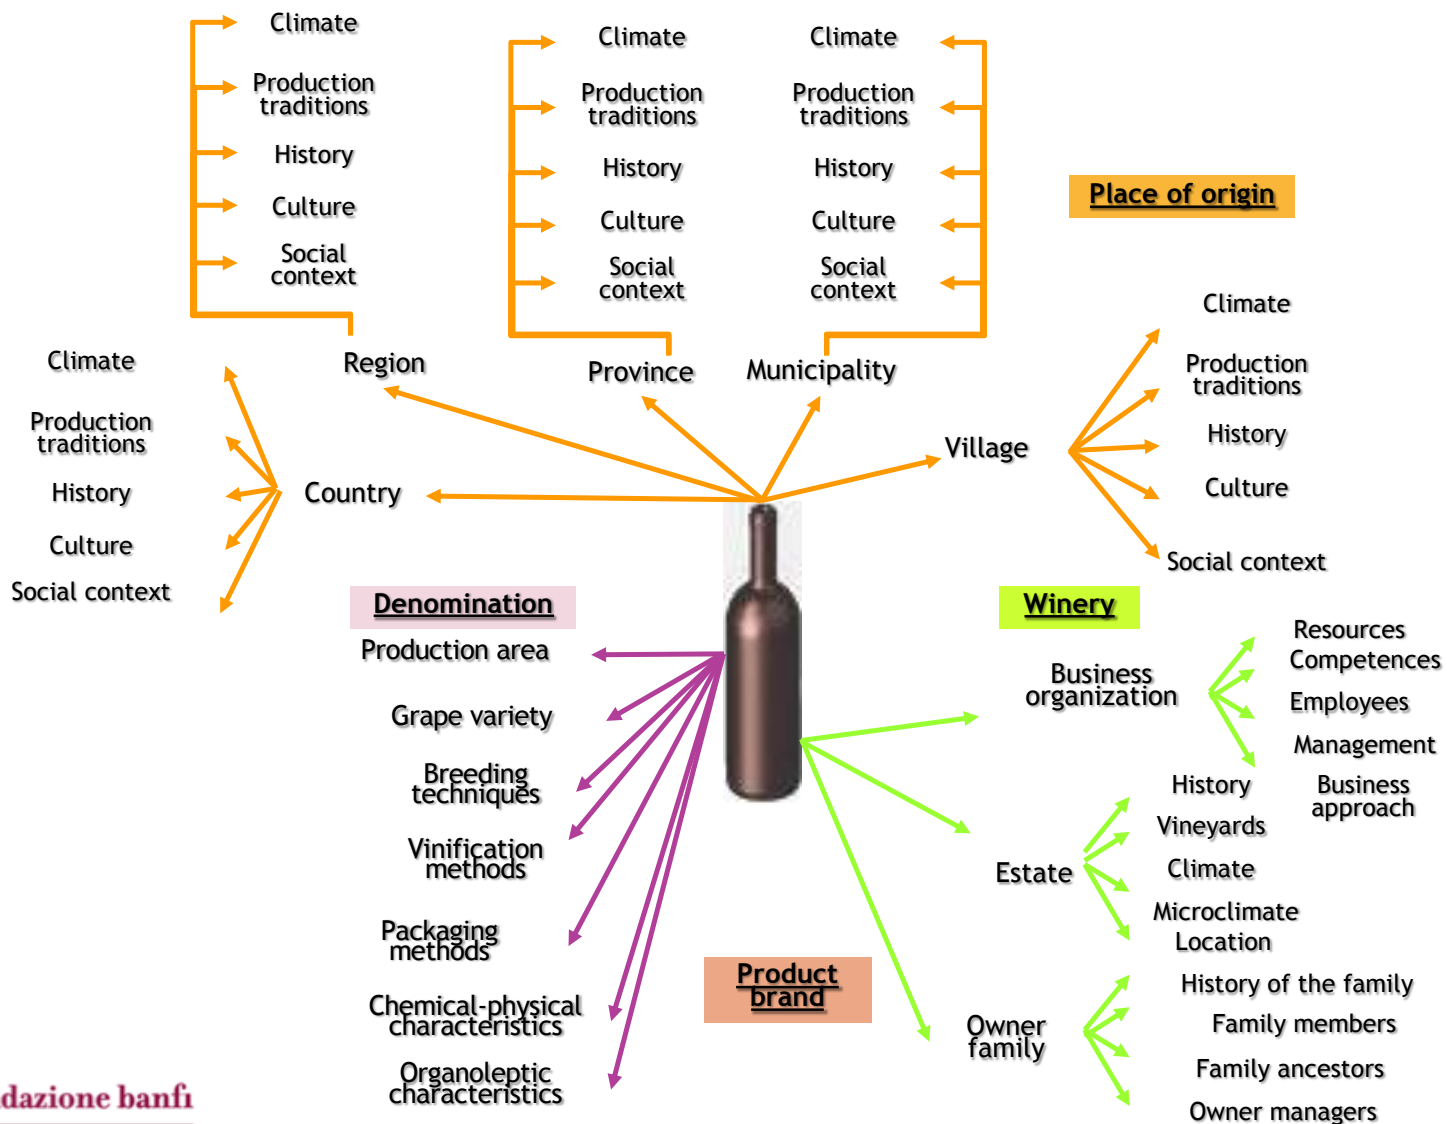 Climate
Production
traditions
History
Culture
Social
context
Region
Climate
Production
traditions
History
Culture
Social
context
Province
Climate
Production
traditions
History
Culture
Social
context
Municipality
Place of origin
Climate
Production
traditions
History
Culture
Social context
Village
Climate
Production
traditions
History
Culture
Social context
Country
Denomination
Production area
Grape variety
Breeding
techniques
Vinification
methods
Packaging
methods
Chemical-physical
characteristics
Organoleptic
characteristics
Winery
Business
organization
Resources
Competences
Employees
Management
Business
approach
Estate
History
Vineyards
Climate
Microclimate
Location
Product
brand
Owner
family
History of the family
Family members
Family ancestors
Owner managers
dazione banfi